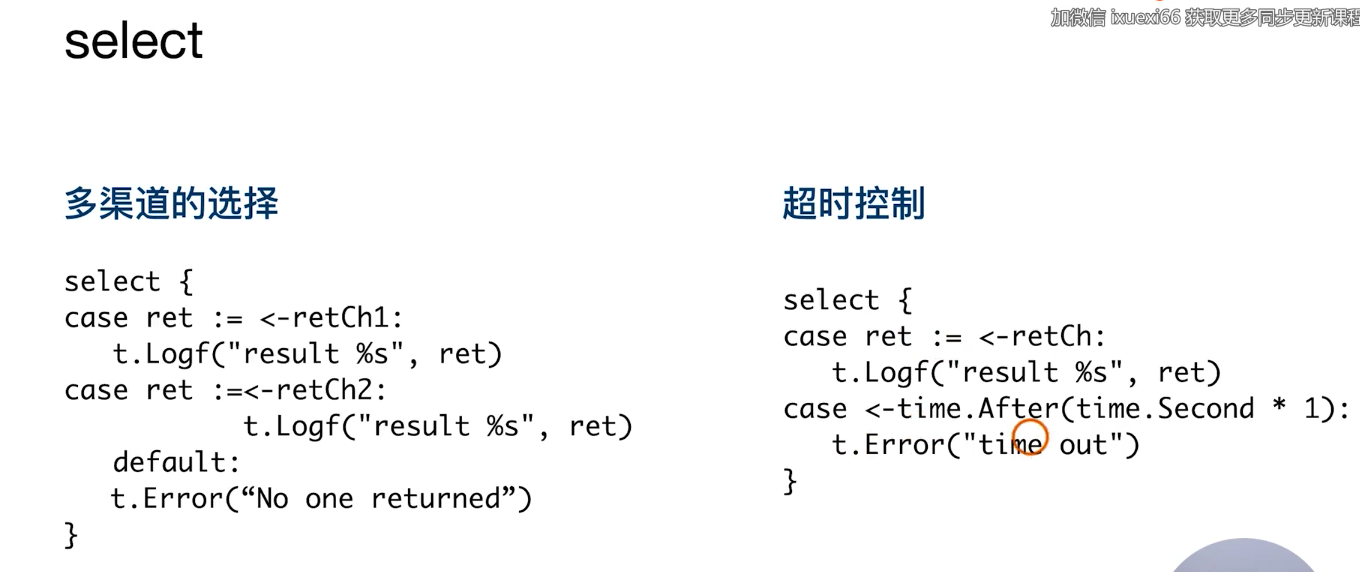 加微信 ixuexi66 获取更多同步更新课程
select
多渠道的选择
select {
case ret := <-retCh1:
t.Logf("result %s", ret)
case ret :=<-retCh2:
t.Logf("result %s", ret)
default:
t.Error(“No one returned”)
}
超时控制
select {
case ret := <-retCh:
t.Logf("result %s", ret)
case <-time.After(time.Second * 1):
t.Error("time out")
}